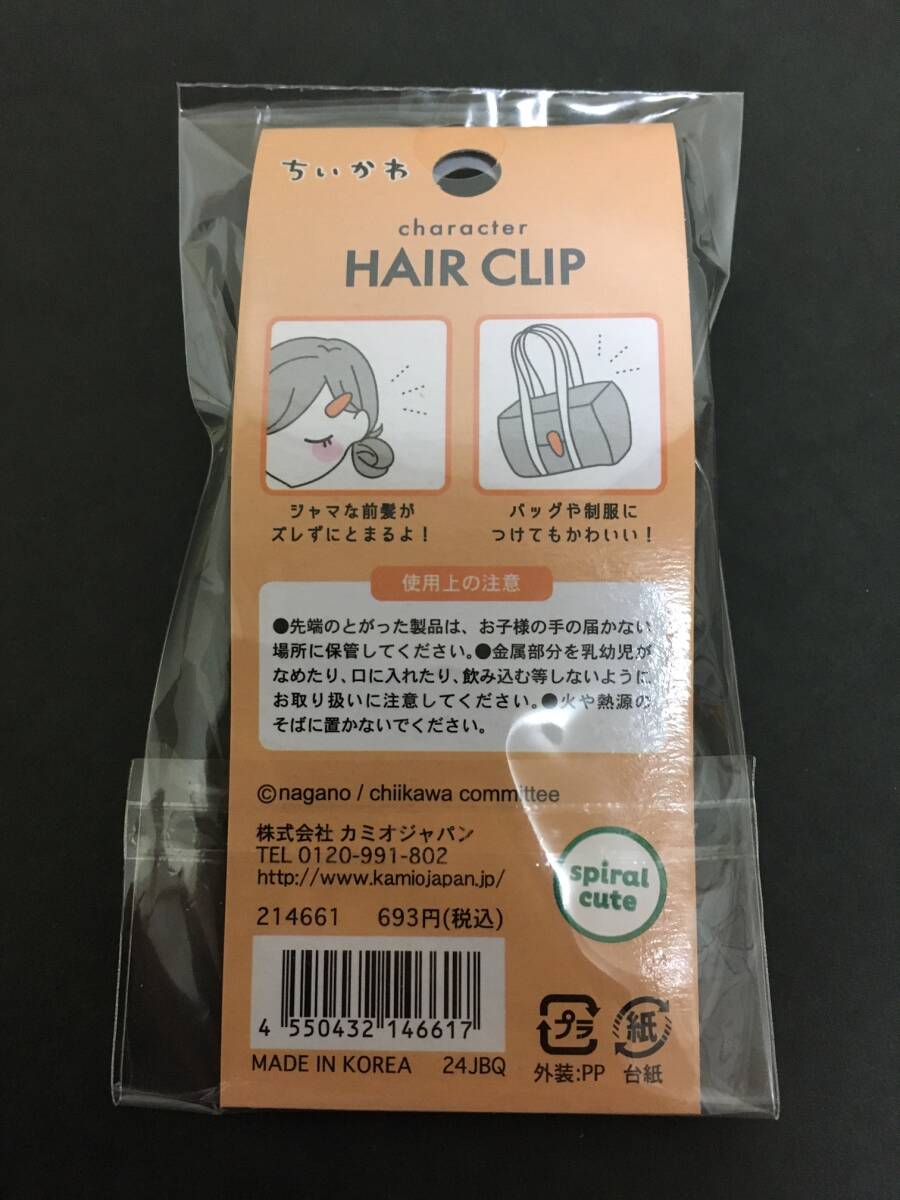 ちいかわ
character
HAIR CLIP
ジャマな前髪が
ズレずにとまるよ！
バッグや制服に
つけてもかわいい！
使用上の注意
●先端のとがった製品は、お子様の手の届かない
場所に保管してください。●金属部分を乳幼児が
なめたり、口に入れたり、飲み込む等しないように
お取り扱いに注意してください。●火や熱源の
そばに置かないでください。
©nagano / chiikawa committee
株式会社 カミオジャパン
TEL 0120-991-802
http://www.kamiojapan.jp/
spiral
cute
214661 693円(税込)
4 550432 146617
MADE IN KOREA 24JBQ
プラ
外装:PP
紙
台紙